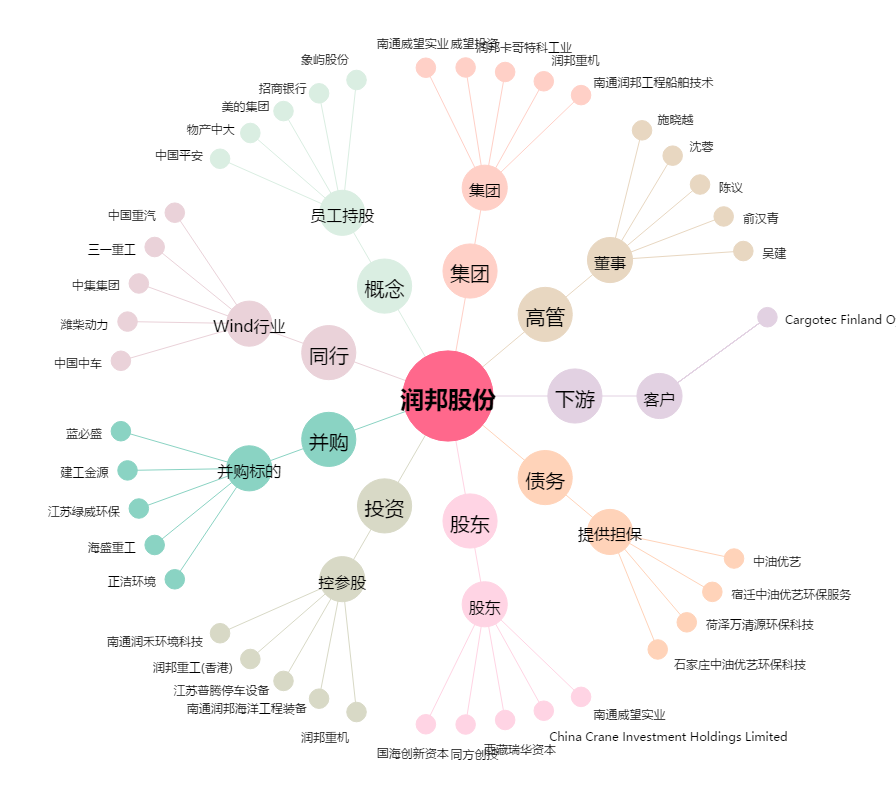 南通威望实业
威望投资
润邦卡哥特科工业
润邦重机
南通润邦工程船舶技术
集团
集团
象屿股份
招商银行
美的集团
物产中大
中国平安
员工持股
概念
施晓越
沈蓉
陈议
俞汉青
吴建
董事
高管
中国重汽
三一重工
中集集团
潍柴动力
中国中车
Wind行业
同行
润邦股份
下游
客户
Cargotec Finland O
蓝必盛
建工金源
江苏绿威环保
海盛重工
正洁环境
并购标的
并购
投资
控参股
南通润禾环境科技
润邦重工(香港)
江苏普腾停车设备
南通润邦海洋工程装备
润邦重机
股东
股东
国海创新资本
同方创投
西藏瑞华资本
China Crane Investment Holdings Limited
南通威望实业
债务
提供担保
中油优艺
宿迁中油优艺环保服务
菏泽万清源环保科技
石家庄中油优艺环保科技